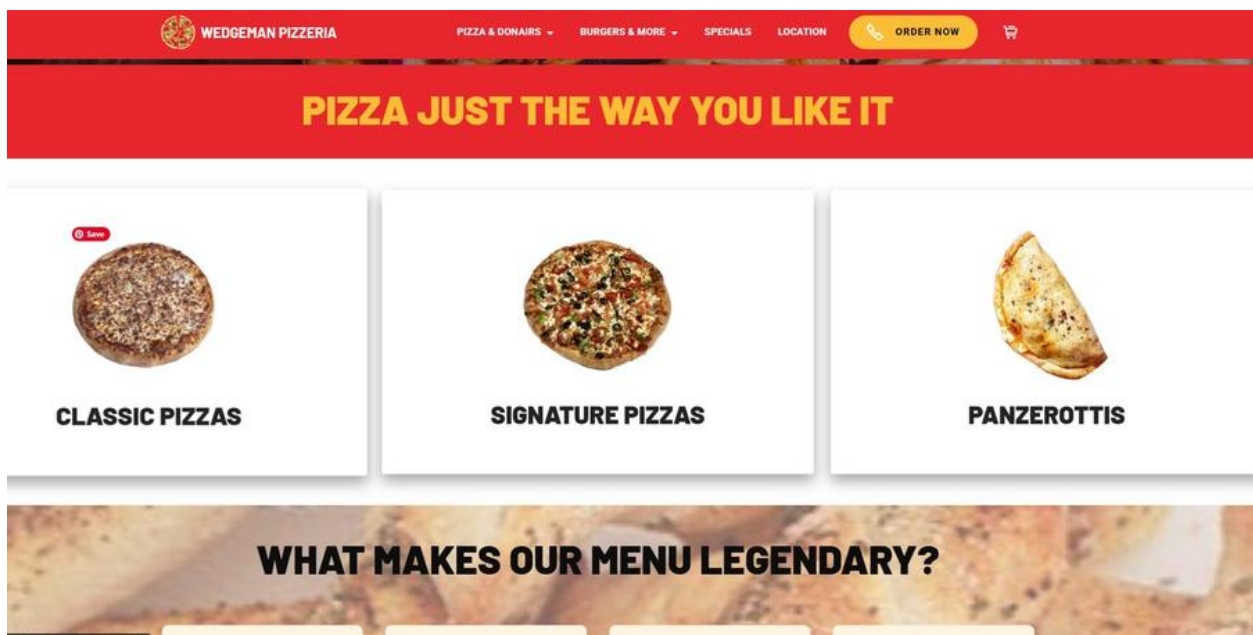 WEDGEMAN PIZZERIA PIZZA & DONAIRS BURGERS & MORE SPECIALS LOCATION ORDER NOW
PIZZA JUST THE WAY YOU LIKE IT
Save
CLASSIC PIZZAS SIGNATURE PIZZAS PANZEROTTIS
WHAT MAKES OUR MENU LEGENDARY?